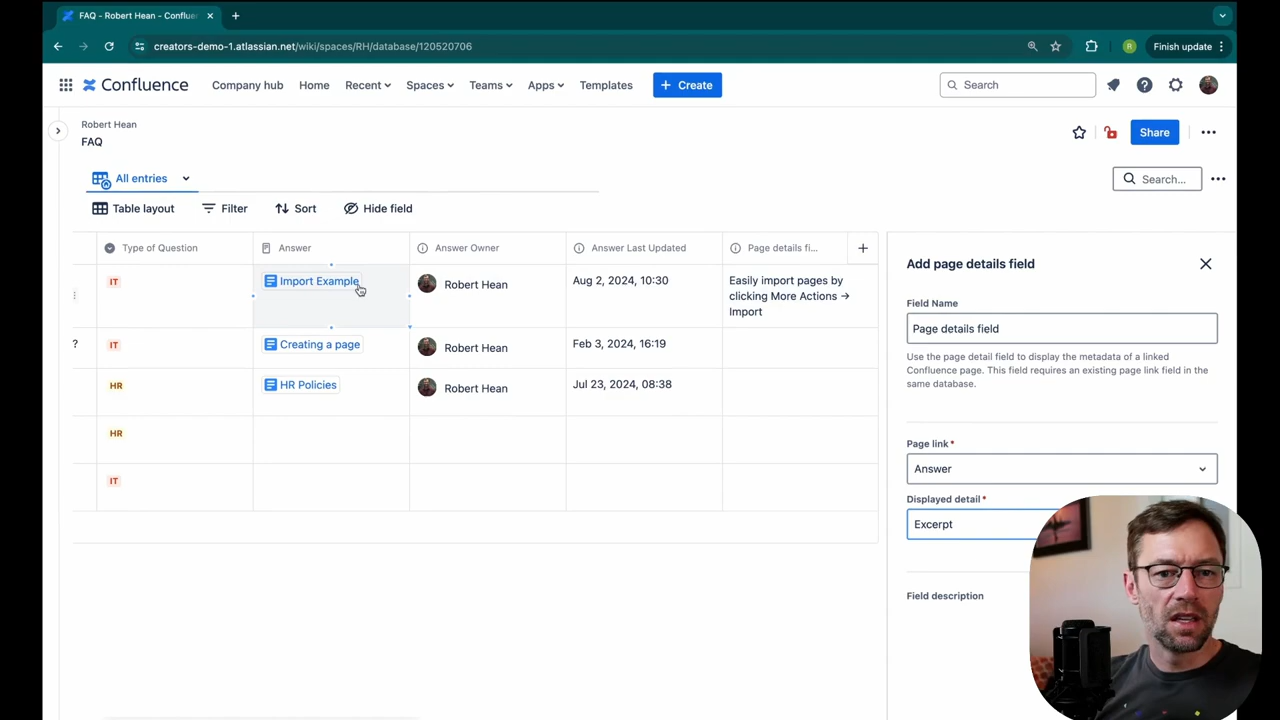 FAQ - Robert Hean - Conflue
creators-demo-1.atlassian.net/wiki/spaces/RH/database/120520706
R
Finish update
Confluence
Company hub
Home
Recent
Spaces
Teams
Apps
Templates
+ Create
Search
Robert Hean
FAQ
Share
All entries
Search...
Table layout
Filter
Sort
Hide field
Type of Question
Answer
Answer Owner
Answer Last Updated
Page details fi...
IT
Import Example
Robert Hean
Aug 2, 2024, 10:30
Easily import pages by
clicking More Actions →
Import
?
IT
Creating a page
Robert Hean
Feb 3, 2024, 16:19
HR
HR Policies
Robert Hean
Jul 23, 2024, 08:38
HR
IT
Add page details field
Field Name
Page details field
Use the page detail field to display the metadata of a linked
Confluence page. This field requires an existing page link field in the
same database.
Page link*
Answer
Displayed detail*
Excerpt
Field description